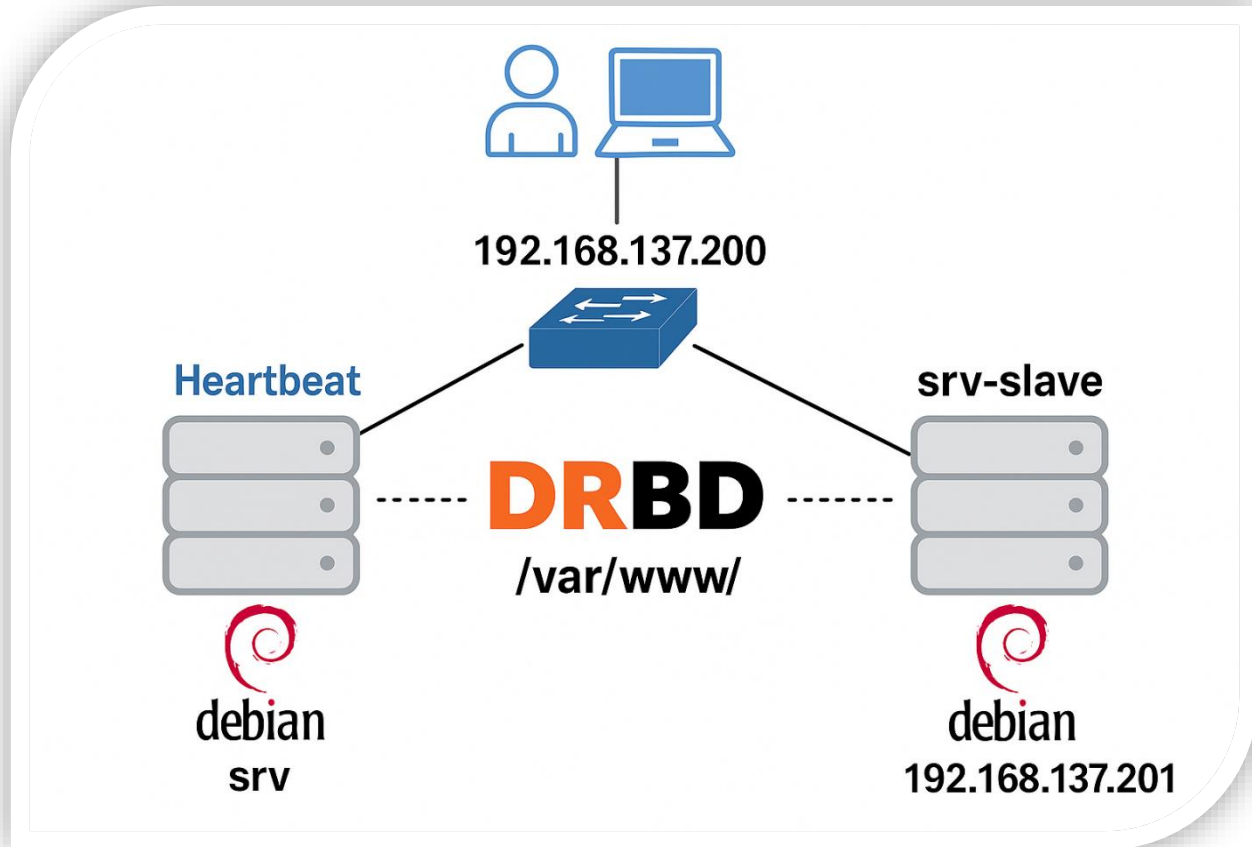 192.168.137.200
Heartbeat
srv-slave
DRBD
/var/www/
debian
srv
debian
192.168.137.201